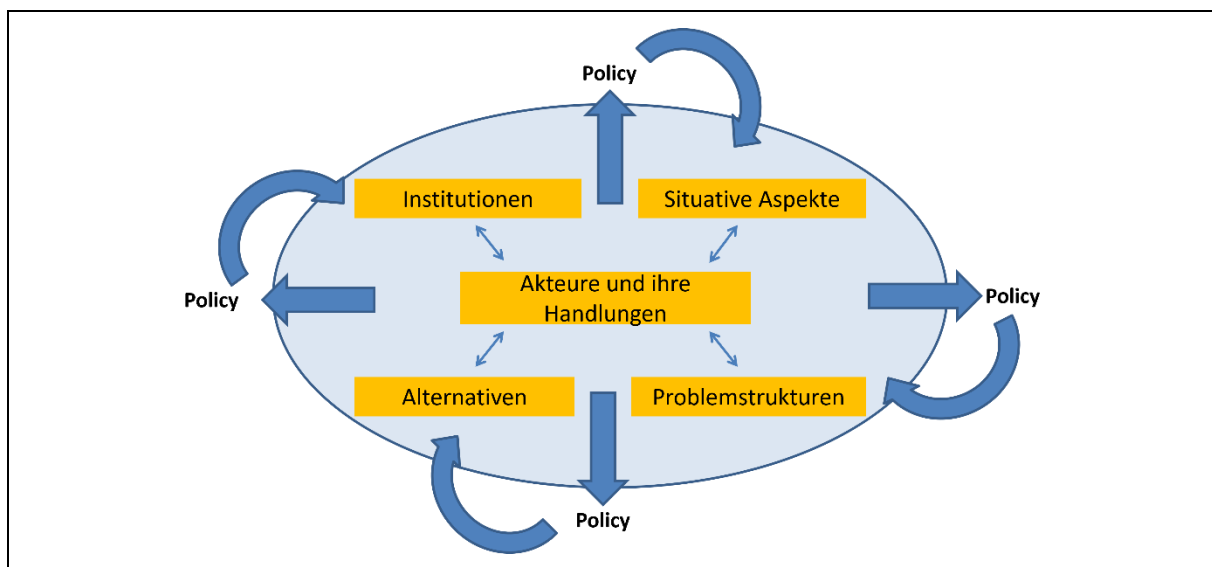 Policy
Institutionen
Situative Aspekte
Akteure und ihre
Handlungen
Policy
Policy
Alternativen
Problemstrukturen
Policy